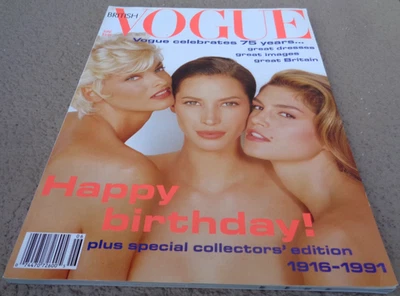 BRITISH
VOGUE
Vogue celebrates 75 years...
great dresses
great images
great Britain
Happy
birthday!
plus special collectors' edition
1916-1991